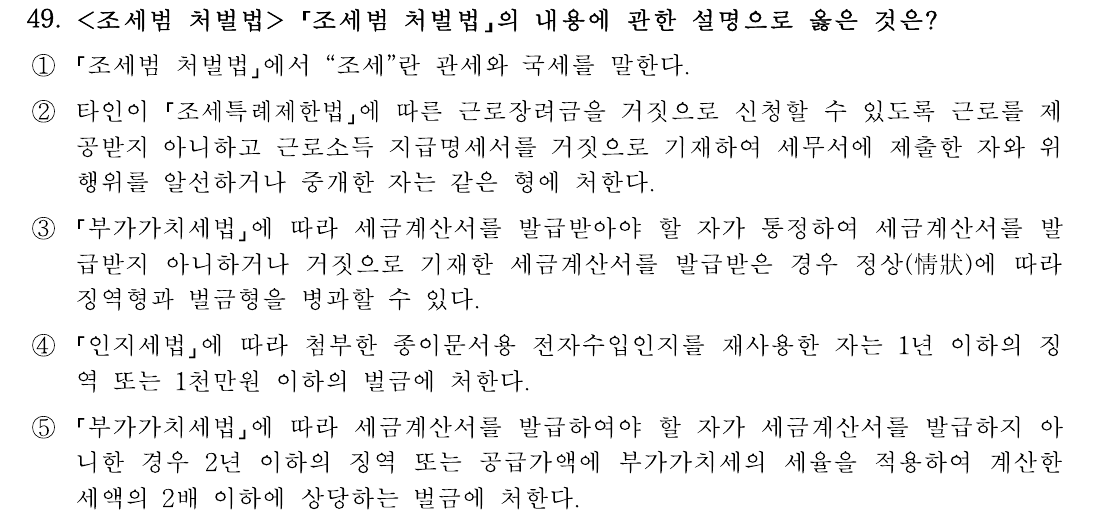 49. <조세범 처벌법> 「조세범 처벌법」의 내용에 관한 설명으로 옳은 것은?
① 「조세범 처벌법」에서 “조세”란 관세와 국세를 말한다.
② 타인이 「조세특례제한법」에 따른 근로장려금을 거짓으로 신청할 수 있도록 근로를 제
공받지 아니하고 근로소득 지급명세서를 거짓으로 기재하여 세무서에 제출한 자와 위
행위를 알선하거나 중개한 자는 같은 형에 처한다.
③ 「부가가치세법」에 따라 세금계산서를 발급받아야 할 자가 통정하여 세금계산서를 발
급받지 아니하거나 거짓으로 기재한 세금계산서를 발급받은 경우 정상(情狀)에 따라
징역형과 벌금형을 병과할 수 있다.
④ 「인지세법」에 따라 첨부한 종이문서용 전자수입인지를 재사용한 자는 1년 이하의 징
역 또는 1천만원 이하의 벌금에 처한다.
⑤ 「부가가치세법」에 따라 세금계산서를 발급하여야 할 자가 세금계산서를 발급하지 아
니한 경우 2년 이하의 징역 또는 공급가액에 부가가치세의 세율을 적용하여 계산한
세액의 2배 이하에 상당하는 벌금에 처한다.